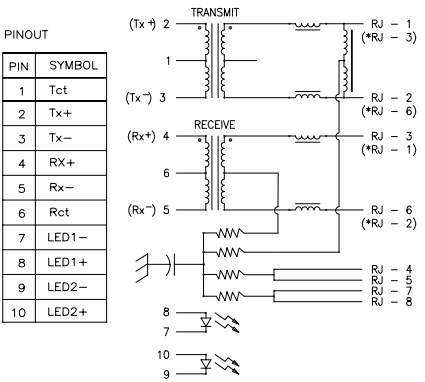 PINOUT
PIN SYMBOL
1 Tct
2 Tx+
3 Tx-
4 RX+
5 Rx-
6 Rct
7 LED1-
8 LED1+
9 LED2-
10 LED2+
TRANSMIT
(Tx+) 2
RJ - 1
(*RJ - 3)
1
(Tx-) 3
RJ - 2
(*RJ - 6)
RECEIVE
(Rx+) 4
RJ - 3
(*RJ - 1)
6
(Rx-) 5
RJ - 6
(*RJ - 2)
RJ - 4
RJ - 5
RJ - 7
RJ - 8
8
7
10
9